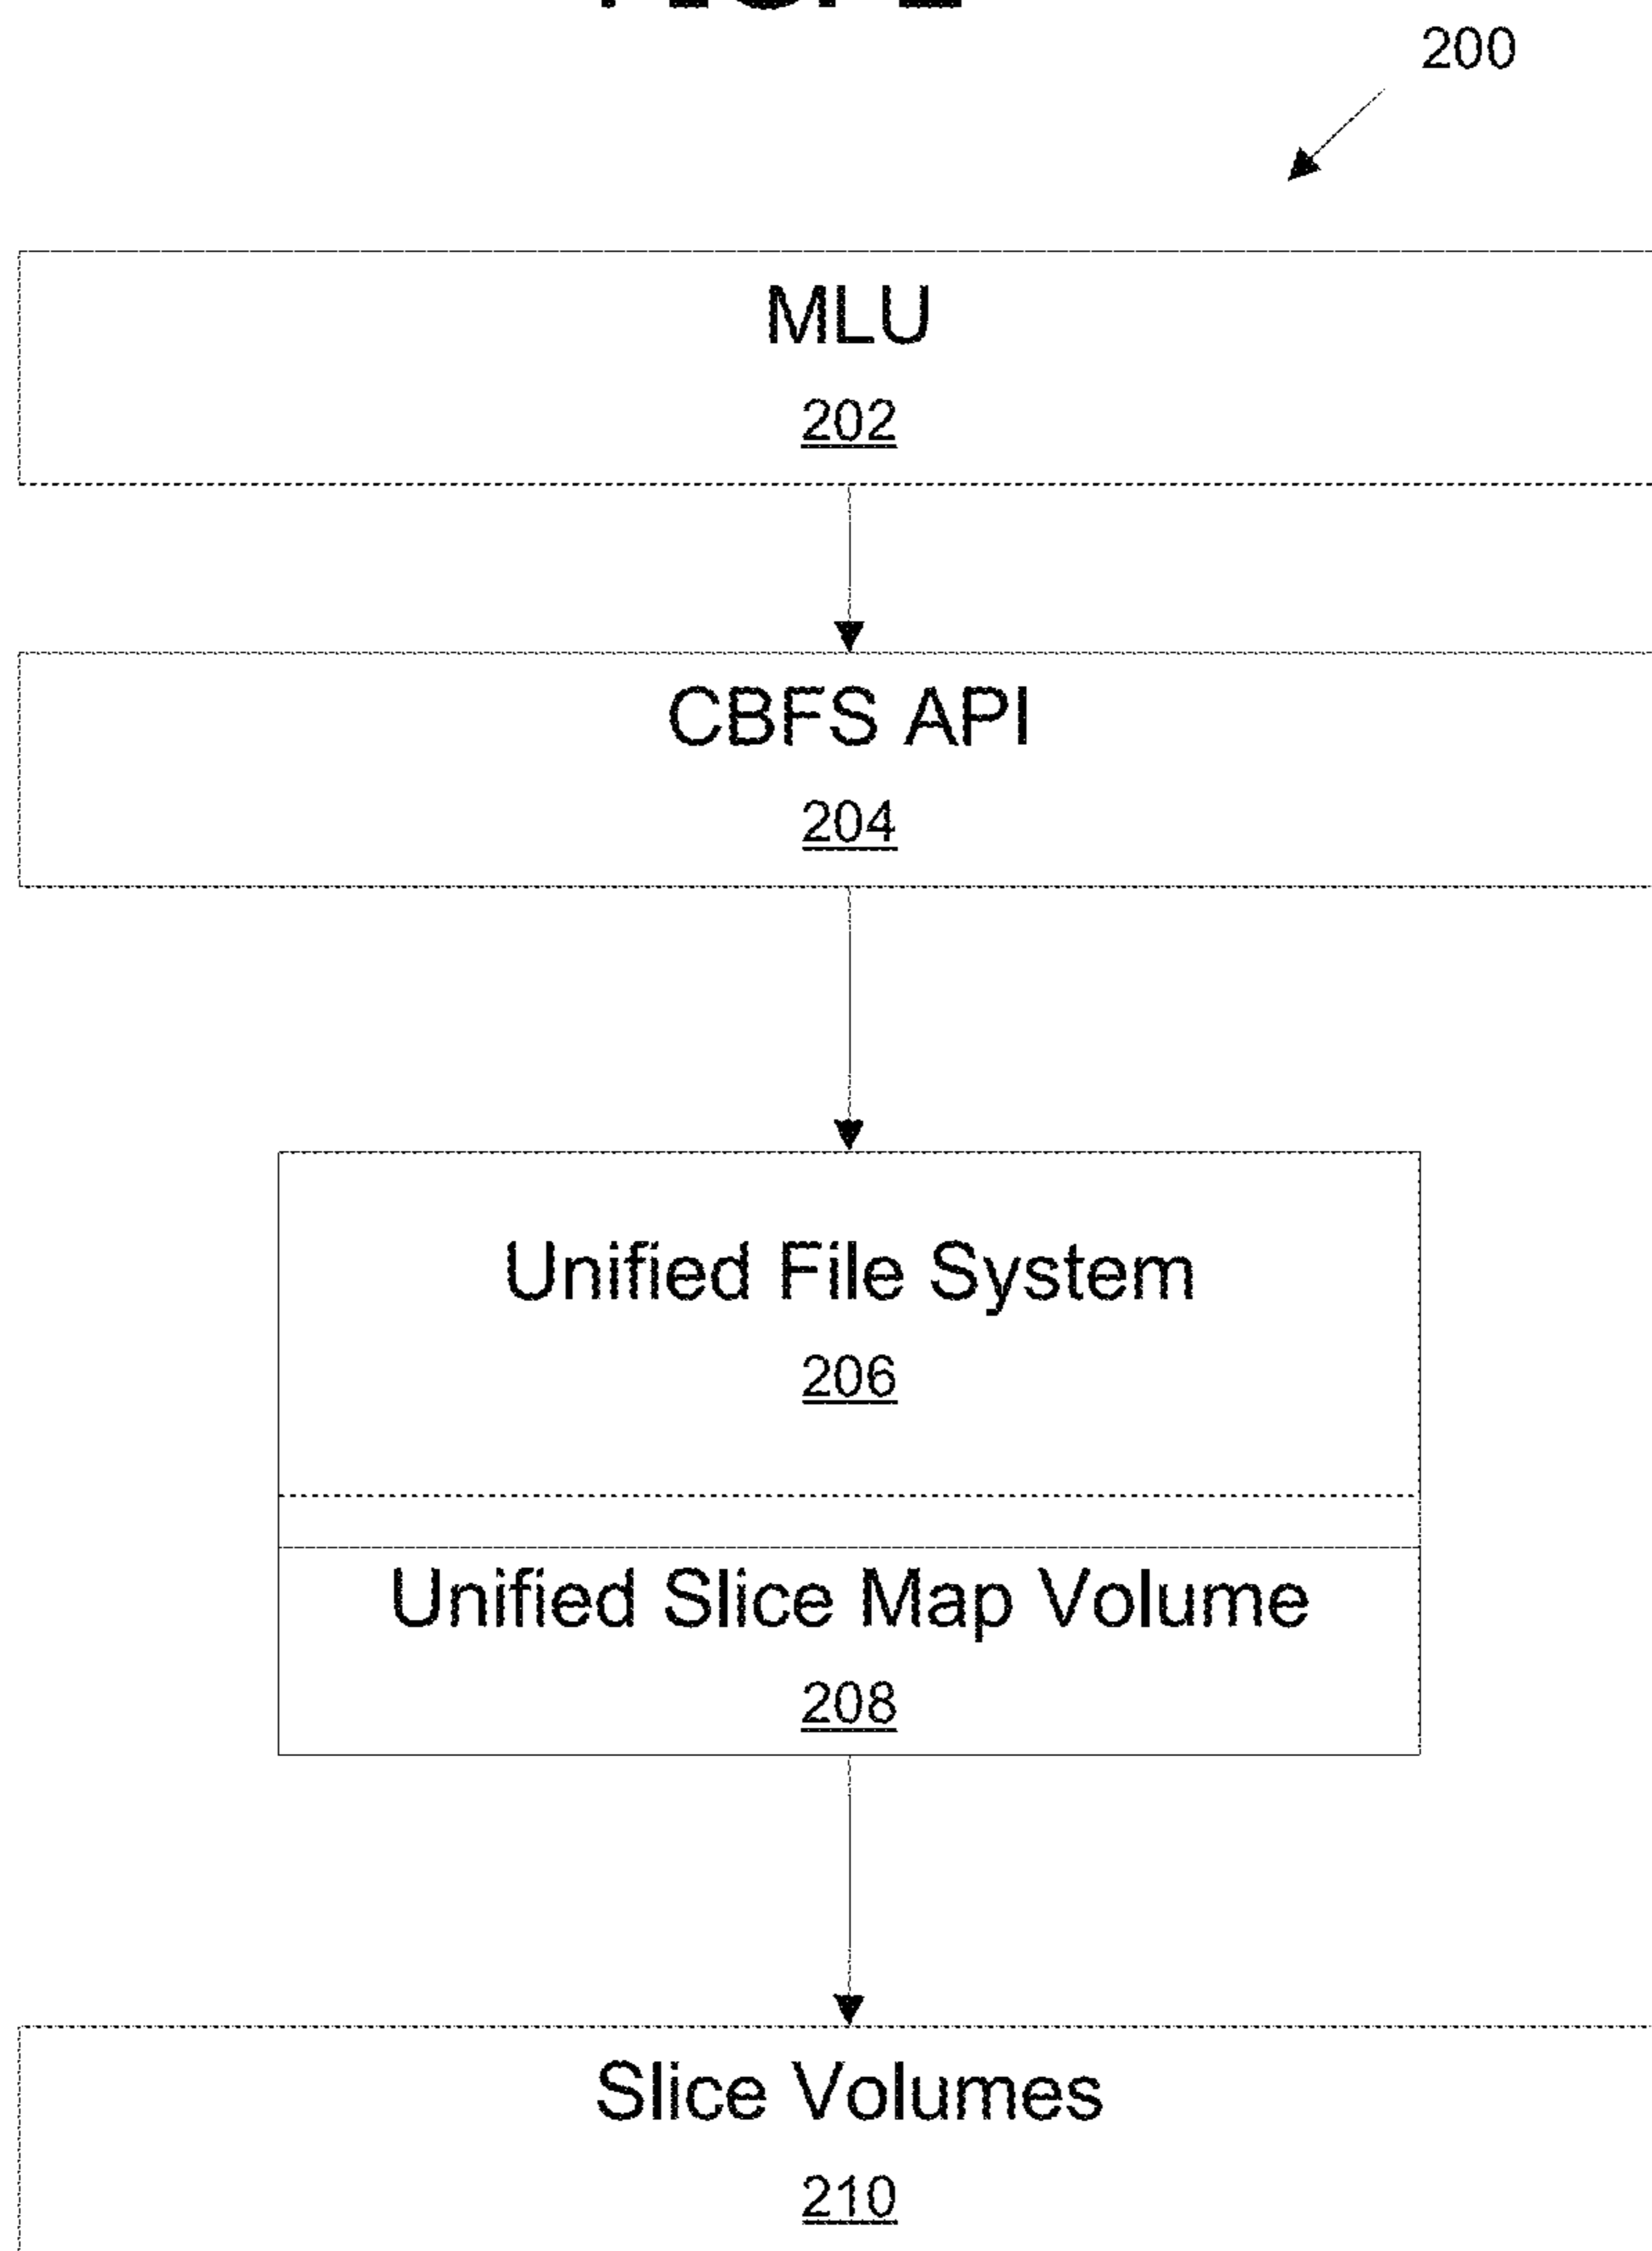 200
MLU
202
CBFS API
204
Unified File System
206
Unified Slice Map Volume
208
Slice Volumes
210